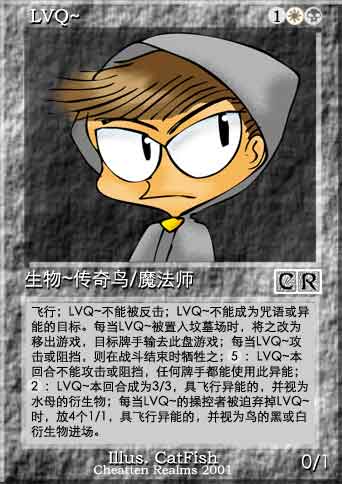 LVQ~
1
生物~传奇鸟/魔法师
C R
飞行；LVQ~不能被反击；LVQ~不能成为咒语或异
能的目标。每当LVQ~被置入坟墓场时，将之改为
移出游戏，目标牌手输去此盘游戏；每当LVQ~攻
击或阻挡，则在战斗结束时牺牲之；5 ：LVQ~本
回合不能攻击或阻挡，任何牌手都能使用此异能；
2 ：LVQ~本回合成为3/3，具飞行异能的，并视为
水母的衍生物；每当LVQ~的操控者被迫弃掉LVQ~
时，放4个1/1，具飞行异能的，并视为鸟的黑或白
衍生物进场。
Illus. CatFish
Cheatten Realms 2001
0/1